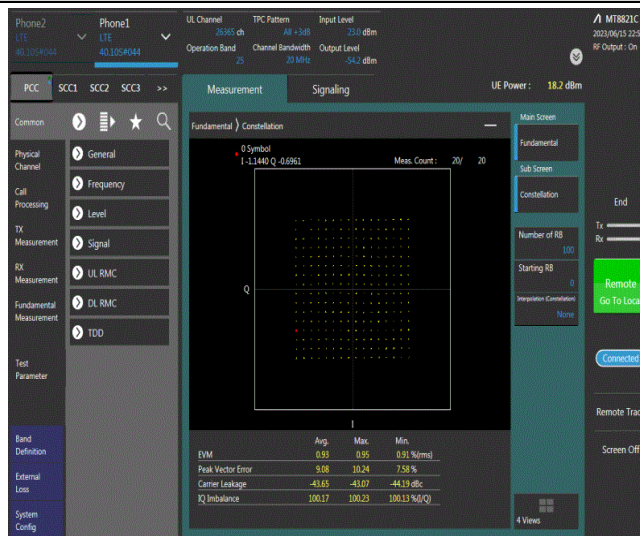 Phone2
LTE
40.10S#044
Phone1
LTE
40.10S#044
UL Channel TPC Pattern Input Level
26365 ch All +3dB 23.0 dBm
Operation Band Channel Bandwidth Output Level
25 20 MHz -54.2 dBm
MT8821C
2023/06/15 22:5
RF Output : On
PCC SCC1 SCC2 SCC3 >>
Measurement Signaling
UE Power : 18.2 dBm
Common
Physical
Channel
Call
Processing
TX
Measurement
RX
Measurement
Fundamental
Measurement
Test
Parameter
Band
Definition
External
Loss
System
Config
General
Frequency
Level
Signal
UL RMC
DL RMC
TDD
Fundamental Constellation
0 Symbol
I -1.1440 Q -0.6961 Meas. Count : 20/ 20
Q
I
Avg. Max. Min.
EVM 0.93 0.95 0.91 %(rms)
Peak Vector Error 9.08 10.24 7.58 %
Carrier Leakage -43.65 -43.07 -44.19 dBc
IQ Imbalance 100.17 100.23 100.13 %(I/Q)
Main Screen
Fundamental
Sub Screen
Constellation
Number of RB
100
Starting RB
0
Interpolation (Constellation)
None
4 Views
End
Tx
Rx
Remote
Go To Loca
Connected
Remote Trac
Screen Off